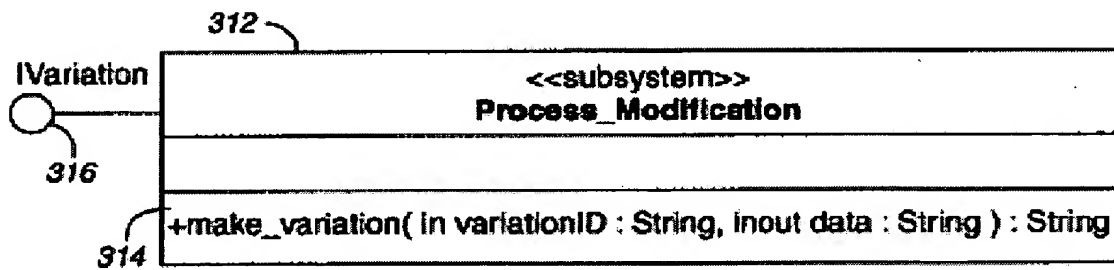 312
IVariation
<<subsystem>>
Process_Modification
316
+make_variation( in variationID : String, inout data : String ) : String
314